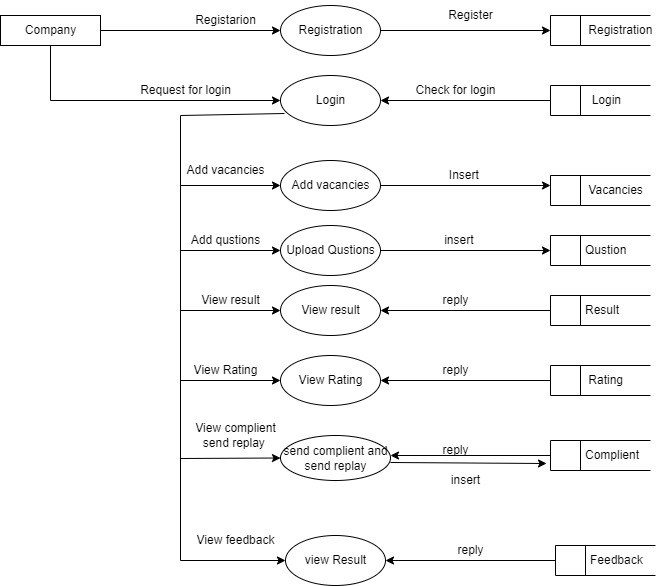 Registarion
Register
Company
Registration
Registration
Request for login
Check for login
Login
Login
Add vacancies
Insert
Add vacancies
Vacancies
Add qustions
insert
Upload Qustions
Qustion
View result
reply
View result
Result
View Rating
reply
View Rating
Rating
View complient
send replay
send complient and
send replay
reply
Complient
insert
View feedback
reply
view Result
Feedback